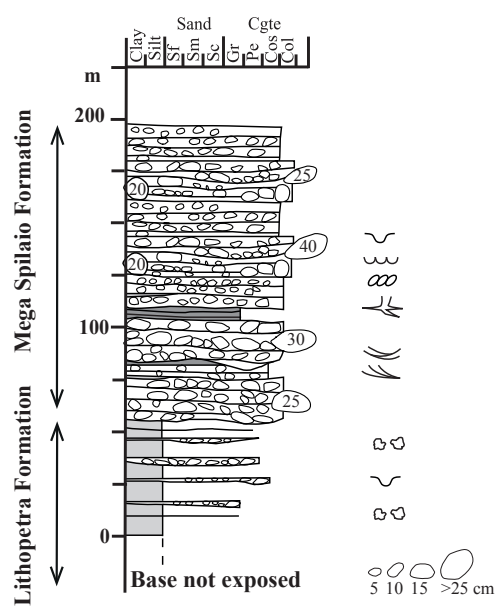 Sand Cgte
Clay Silt Sf Sm Sc Gr Pe Cos Col
m
200
25
20
40
20
100
30
25
0
Mega Spilaio Formation
Lithopetra Formation
Base not exposed
5 10 15 >25 cm